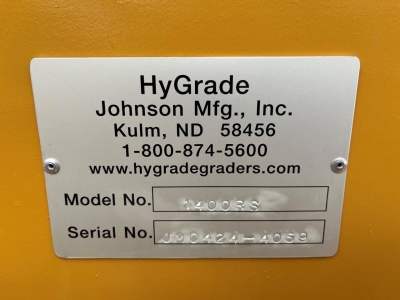 HyGrade
Johnson Mfg., Inc.
Kulm, ND 58456
1-800-874-5600
www.hygradegraders.com
Model No. 1400RS
Serial No. JM0424-4059